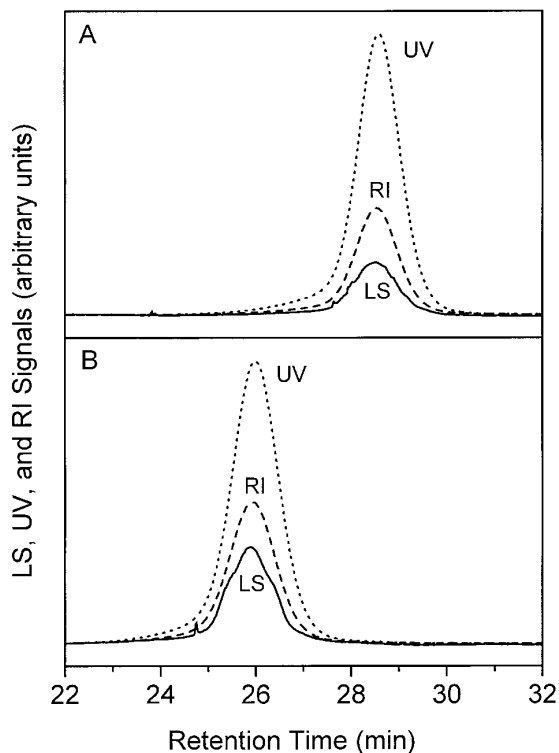 A
UV
RI
LS
B
UV
RI
LS
LS, UV, and RI Signals (arbitrary units)
22 24 26 28 30 32
Retention Time (min)